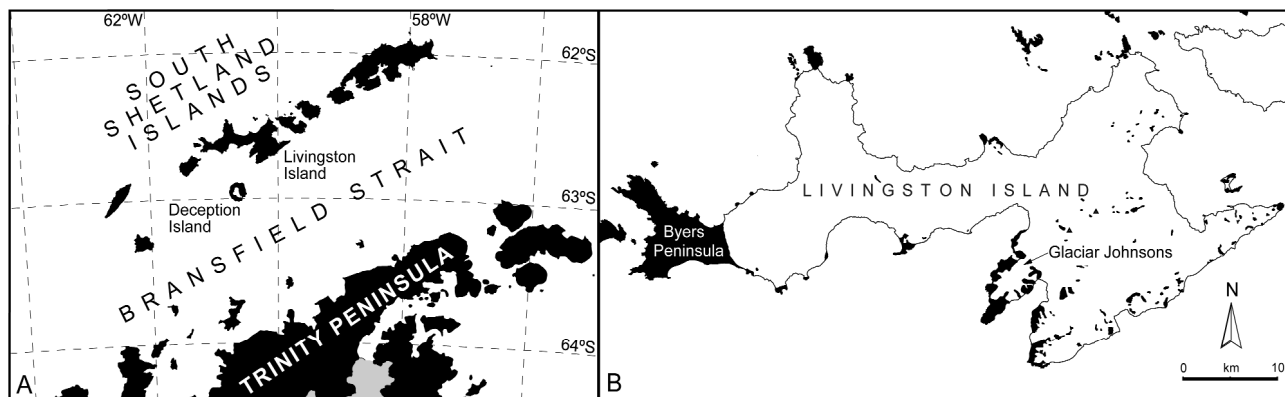 62ºW
58ºW
62ºS
SOUTH
SHETLAND
ISLANDS
Livingston
Island
63ºS
Deception
Island
BRANSFIELD STRAIT
TRINITY PENINSULA
64ºS
A
LIVINGSTON ISLAND
Byers
Peninsula
Glaciar Johnsons
N
0 km 10
B